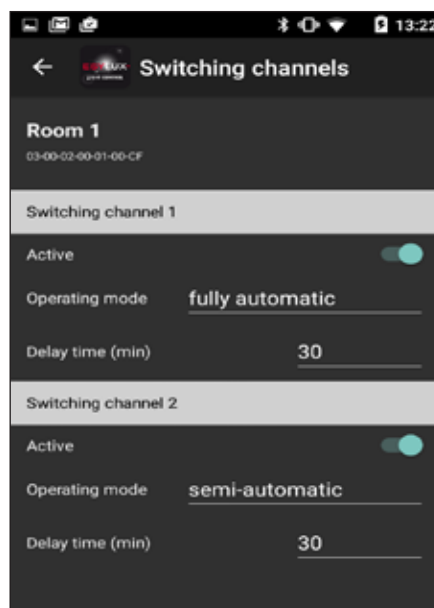 13:22
Switching channels
Room 1
03-00-02-00-01-00-CF
Switching channel 1
Active
Operating mode fully automatic
Delay time (min) 30
Switching channel 2
Active
Operating mode semi-automatic
Delay time (min) 30